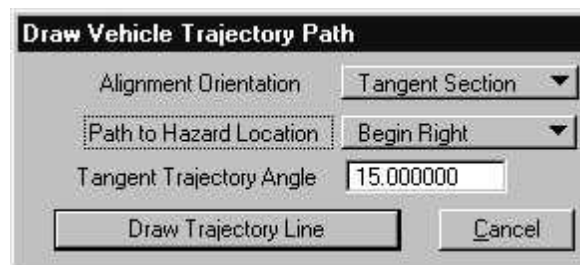 Draw Vehicle Trajectory Path
Alignment Orientation Tangent Section
Path to Hazard Location Begin Right
Tangent Trajectory Angle 15.000000
Draw Trajectory Line Cancel